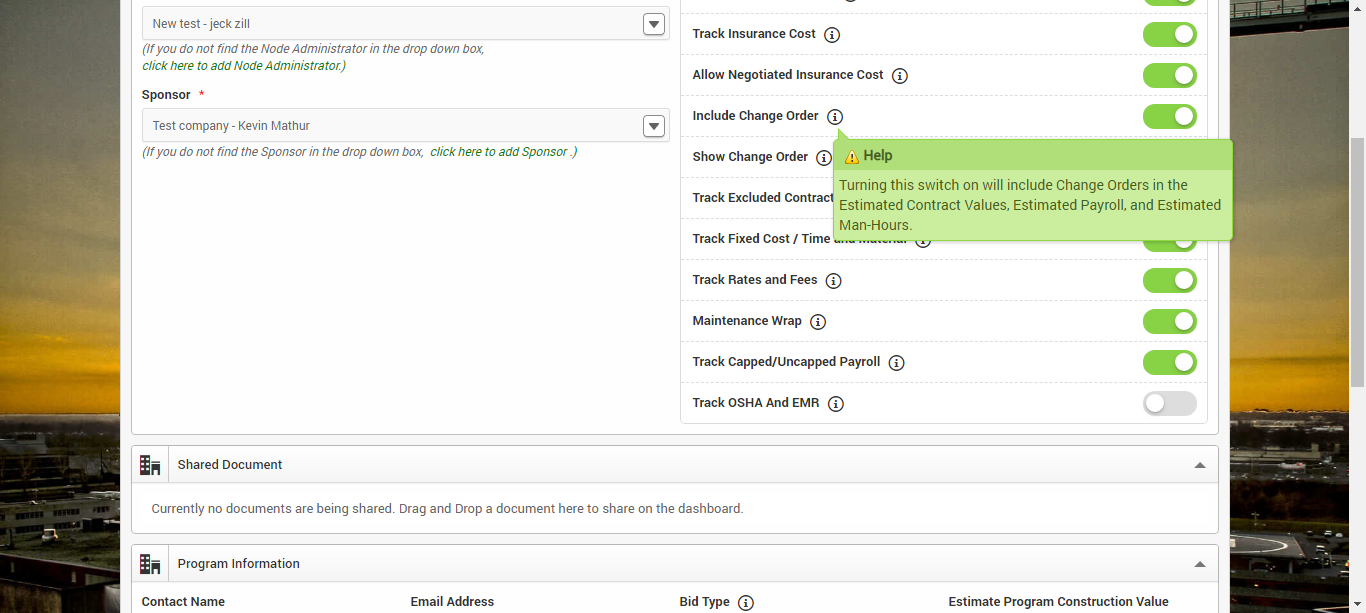 New test - jeck zill
(If you do not find the Node Administrator in the drop down box,
click here to add Node Administrator.)
Sponsor *
Test company - Kevin Mathur
(If you do not find the Sponsor in the drop down box, click here to add Sponsor .)
Track Insurance Cost
Allow Negotiated Insurance Cost
Include Change Order
Show Change Order
Help
Turning this switch on will include Change Orders in the
Estimated Contract Values, Estimated Payroll, and Estimated
Man-Hours.
Track Excluded Contract
Track Fixed Cost / Time and Material
Track Rates and Fees
Maintenance Wrap
Track Capped/Uncapped Payroll
Track OSHA And EMR
Shared Document
Currently no documents are being shared. Drag and Drop a document here to share on the dashboard.
Program Information
Contact Name Email Address Bid Type Estimate Program Construction Value